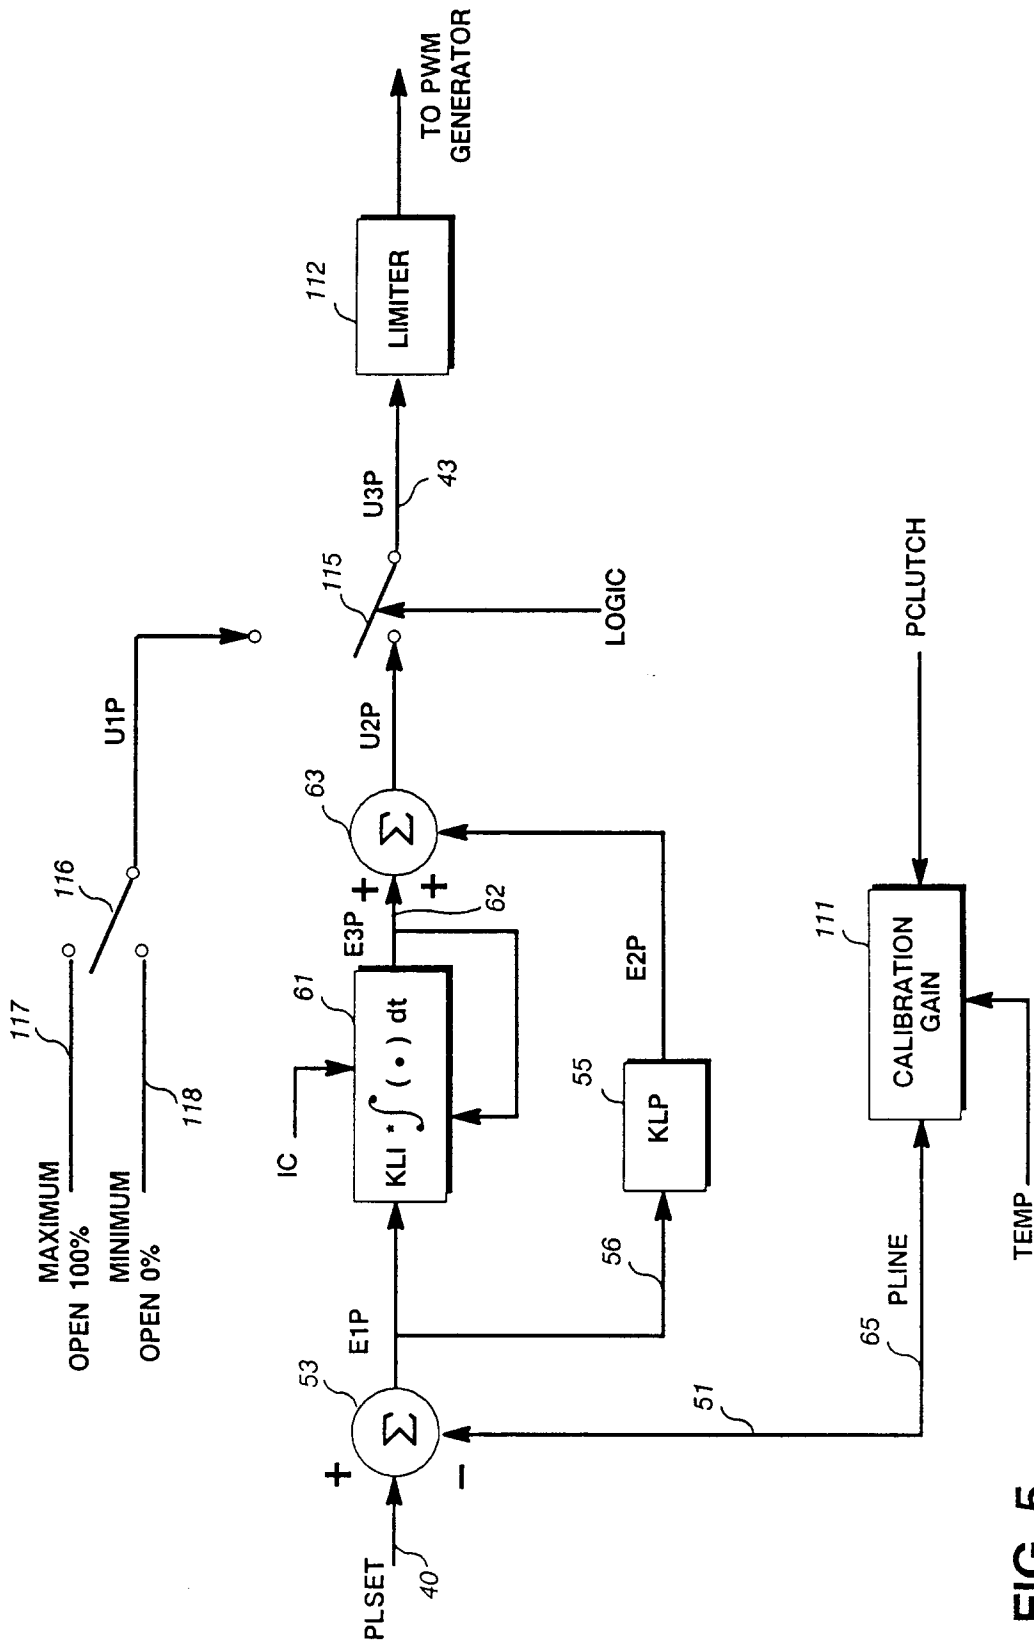 MAXIMUM
OPEN 100%
MINIMUM
OPEN 0%
117
118
116
U1P
PLSET
40
+
−
53
Σ
E1P
IC
61
KLI * ∫ ( • ) dt
E3P
62
+
+
63
Σ
U2P
115
LOGIC
U3P
43
112
LIMITER
TO PWM
GENERATOR
56
55
KLP
E2P
51
65
PLINE
111
CALIBRATION
GAIN
TEMP
PCLUTCH
FIG. 5